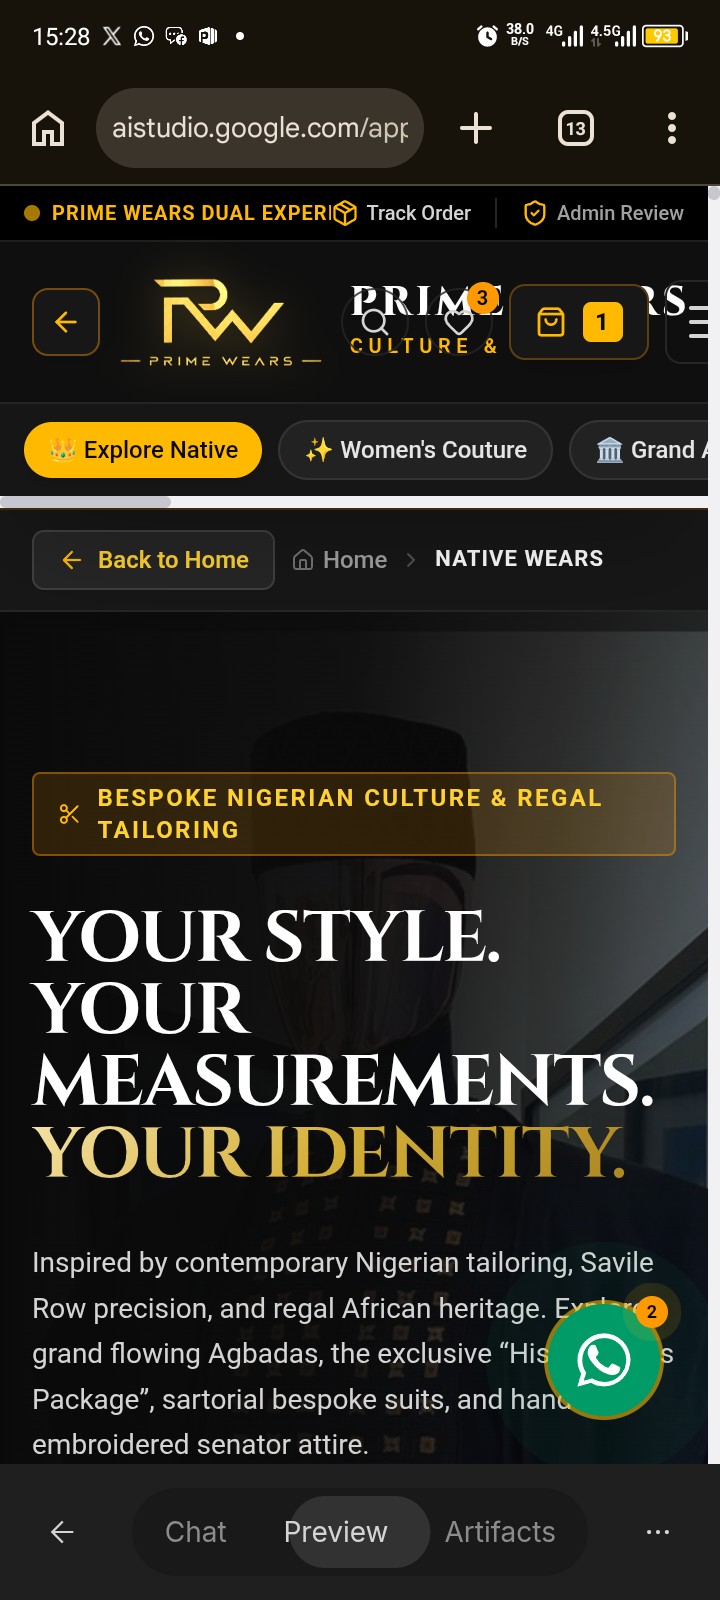 15:28
38.0
B/S
4G
4.5G
93
aistudio.google.com/app
13
PRIME WEARS DUAL EXPERI
Track Order
Admin Review
PRIME WEARS
PRIME
RS
3
CULTURE &
1
👑 Explore Native
✨ Women's Couture
🏛️ Grand A
Back to Home
Home
NATIVE WEARS
BESPOKE NIGERIAN CULTURE & REGAL
TAILORING
YOUR STYLE.
YOUR
MEASUREMENTS.
YOUR IDENTITY.
Inspired by contemporary Nigerian tailoring, Savile
Row precision, and regal African heritage. Explore
2
grand flowing Agbadas, the exclusive “His s
Package”, sartorial bespoke suits, and hand
embroidered senator attire.
Chat
Preview
Artifacts